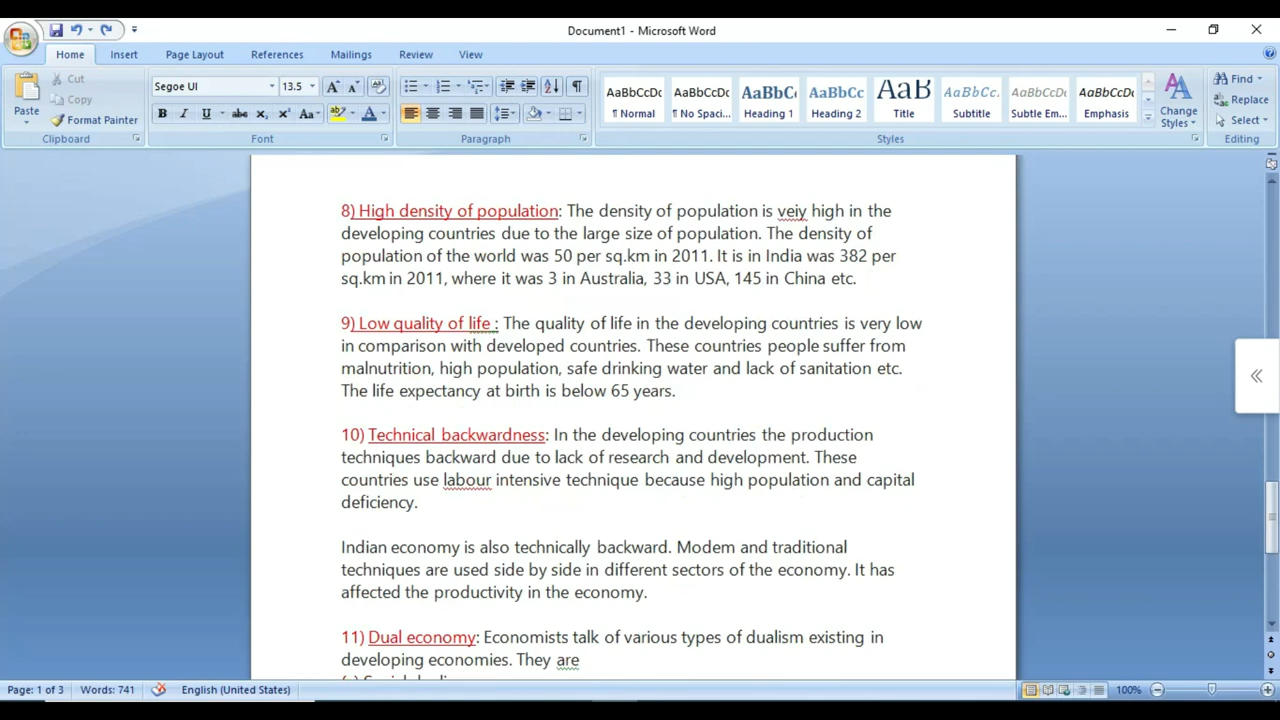 Document1 - Microsoft Word
Home Insert Page Layout References Mailings Review View
Paste
Cut
Copy
Format Painter
Clipboard
Segoe UI 13.5
Font
Paragraph
AaBbCcDc AaBbCcDc AaBbC AaBbCc AaB AaBbCc. AaBbCcDc AaBbCcDc
¶ Normal ¶ No Spaci... Heading 1 Heading 2 Title Subtitle Subtle Em... Emphasis
Change Styles
Styles
Find
Replace
Select
Editing
8) High density of population: The density of population is veiy high in the
developing countries due to the large size of population. The density of
population of the world was 50 per sq.km in 2011. It is in India was 382 per
sq.km in 2011, where it was 3 in Australia, 33 in USA, 145 in China etc.
9) Low quality of life : The quality of life in the developing countries is very low
in comparison with developed countries. These countries people suffer from
malnutrition, high population, safe drinking water and lack of sanitation etc.
The life expectancy at birth is below 65 years.
10) Technical backwardness: In the developing countries the production
techniques backward due to lack of research and development. These
countries use labour intensive technique because high population and capital
deficiency.
Indian economy is also technically backward. Modem and traditional
techniques are used side by side in different sectors of the economy. It has
affected the productivity in the economy.
11) Dual economy: Economists talk of various types of dualism existing in
developing economies. They are
Page: 1 of 3 Words: 741 English (United States) 100%